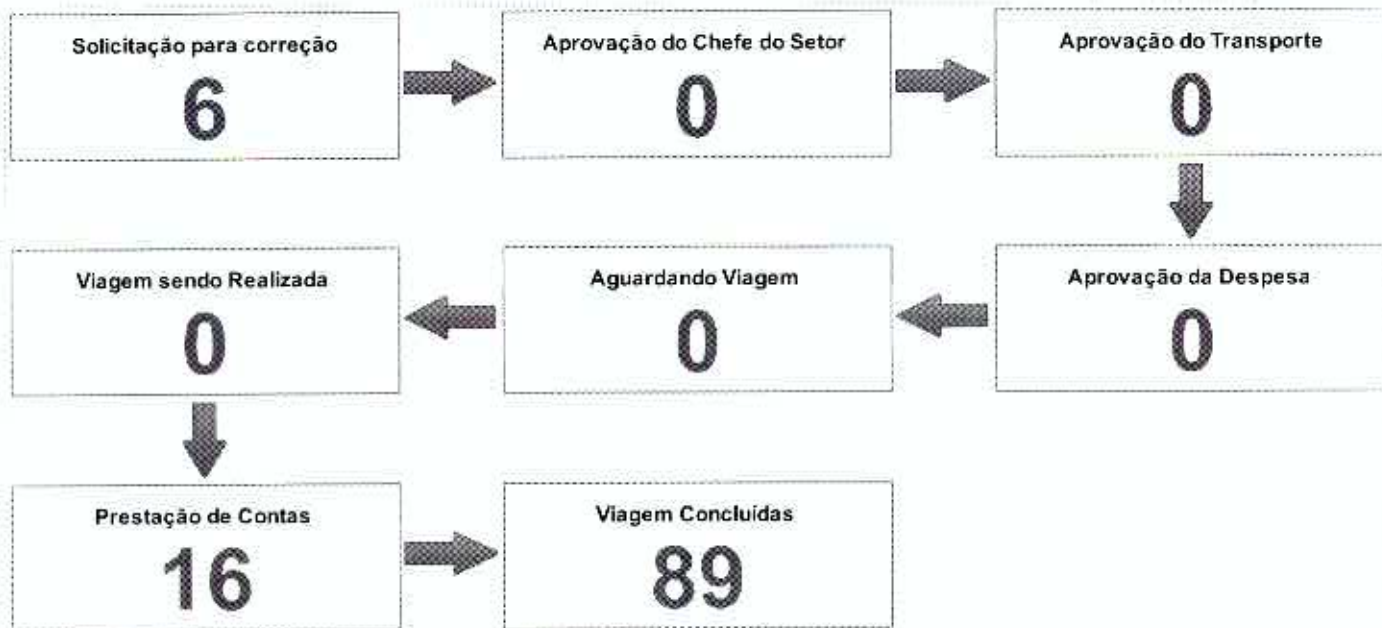 Solicitação para correção
6
Aprovação do Chefe do Setor
0
Aprovação do Transporte
0
Aprovação da Despesa
0
Aguardando Viagem
0
Viagem sendo Realizada
0
Prestação de Contas
16
Viagem Concluídas
89